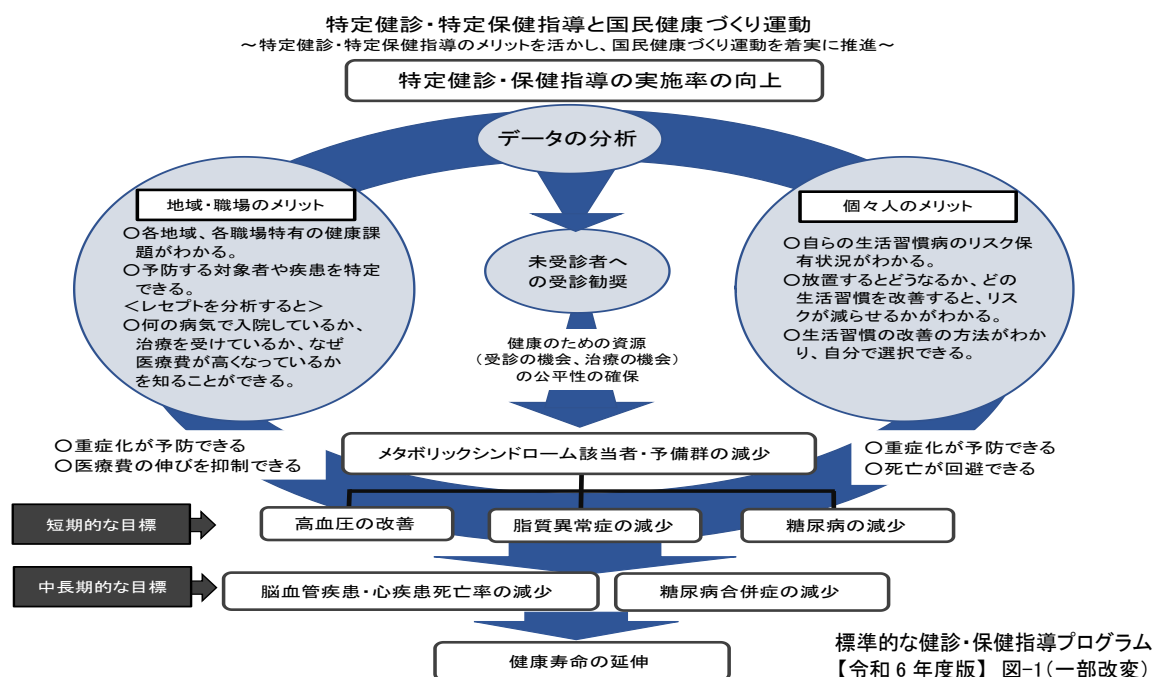 特定健診・特定保健指導と国民健康づくり運動
～特定健診・特定保健指導のメリットを活かし、国民健康づくり運動を着実に推進～
特定健診・保健指導の実施率の向上
データの分析
地域・職場のメリット
○各地域、各職場特有の健康課
題がわかる。
○予防する対象者や疾患を特定
できる。
＜レセプトを分析すると＞
○何の病気で入院しているか、
治療を受けているか、なぜ
医療費が高くなっているか
を知ることができる。
未受診者へ
の受診勧奨
個々人のメリット
○自らの生活習慣病のリスク保
有状況がわかる。
○放置するとどうなるか、どの
生活習慣を改善すると、リス
クが減らせるかがわかる。
○生活習慣の改善の方法がわか
り、自分で選択できる。
健康のための資源
（受診の機会、治療の機会）
の公平性の確保
○重症化が予防できる
○医療費の伸びを抑制できる
メタボリックシンドローム該当者・予備群の減少
○重症化が予防できる
○死亡が回避できる
短期的な目標
高血圧の改善
脂質異常症の減少
糖尿病の減少
中長期的な目標
脳血管疾患・心疾患死亡率の減少
糖尿病合併症の減少
健康寿命の延伸
標準的な健診・保健指導プログラム
【令和 6 年度版】 図-1（一部改変）